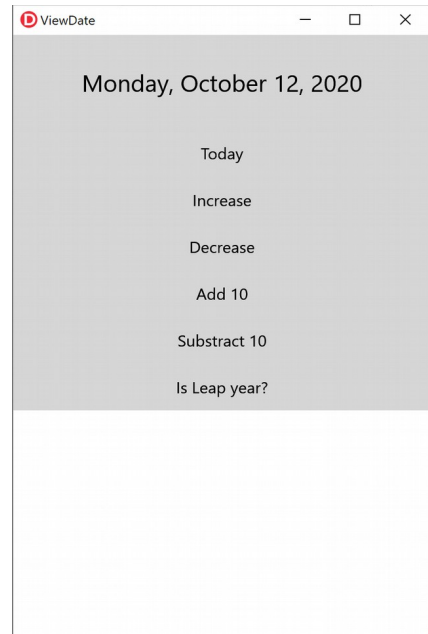 D ViewDate
Monday, October 12, 2020
Today
Increase
Decrease
Add 10
Substract 10
Is Leap year?